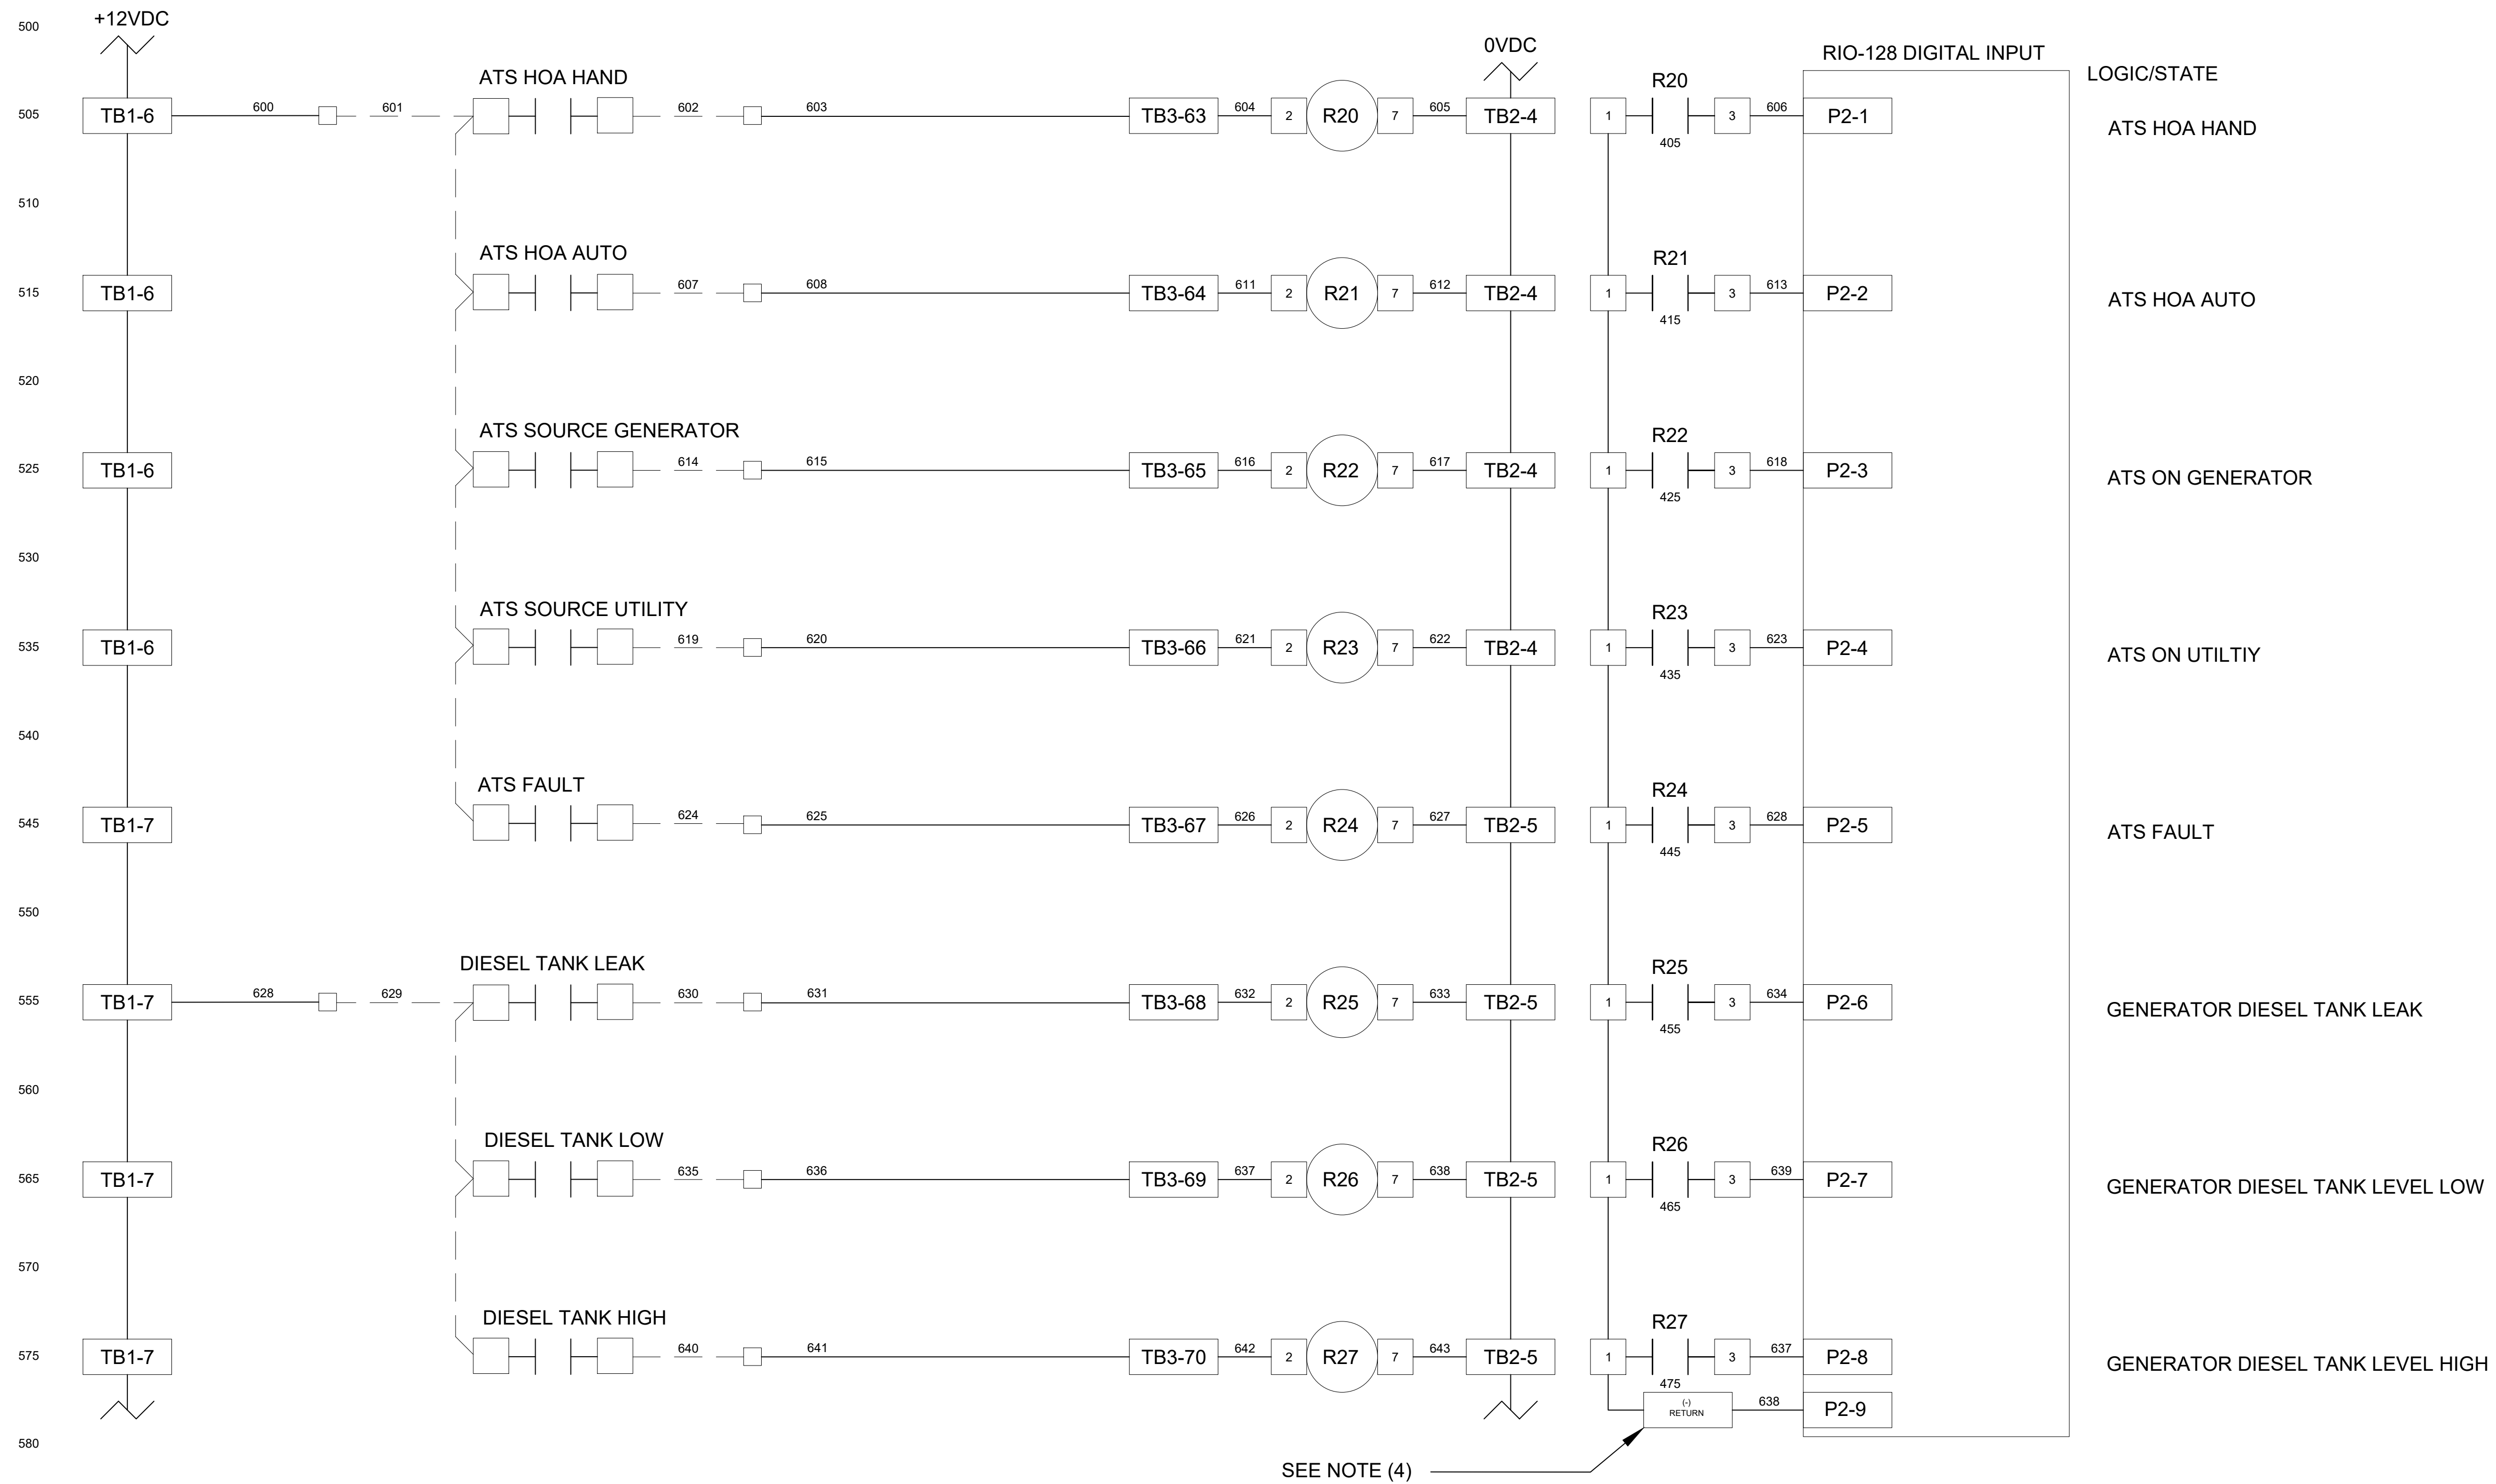 500 +12VDC
0VDC
RIO-128 DIGITAL INPUT
LOGIC/STATE
ATS HOA HAND R20
505 TB1-6 600 601 602 603 TB3-63 604 2 R20 7 605 TB2-4 1 3 606 P2-1
405
ATS HOA HAND
510
ATS HOA AUTO R21
515 TB1-6 607 608 TB3-64 611 2 R21 7 612 TB2-4 1 3 613 P2-2 ATS HOA AUTO
415
520
ATS SOURCE GENERATOR R22
525 TB1-6 614 615 TB3-65 616 2 R22 7 617 TB2-4 1 3 618 P2-3 ATS ON GENERATOR
425
530
ATS SOURCE UTILITY R23
535 TB1-6 619 620 TB3-66 621 2 R23 7 622 TB2-4 1 3 623 P2-4 ATS ON UTILTIY
435
540
ATS FAULT R24
545 TB1-7 624 625 TB3-67 626 2 R24 7 627 TB2-5 1 3 628 P2-5 ATS FAULT
445
550
DIESEL TANK LEAK R25
555 TB1-7 628 629 630 631 TB3-68 632 2 R25 7 633 TB2-5 1 3 634 P2-6 GENERATOR DIESEL TANK LEAK
455
560
DIESEL TANK LOW R26
565 TB1-7 635 636 TB3-69 637 2 R26 7 638 TB2-5 1 3 639 P2-7 GENERATOR DIESEL TANK LEVEL LOW
465
570
DIESEL TANK HIGH R27
575 TB1-7 640 641 TB3-70 642 2 R27 7 643 TB2-5 1 3 637 P2-8 GENERATOR DIESEL TANK LEVEL HIGH
475
(-)
RETURN 638 P2-9
580
SEE NOTE (4)